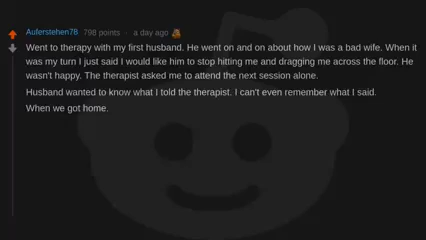 Auferstehen78 798 points · a day ago
Went to therapy with my first husband. He went on and on about how I was a bad wife. When it
was my turn I just said I would like him to stop hitting me and dragging me across the floor. He
wasn't happy. The therapist asked me to attend the next session alone.
Husband wanted to know what I told the therapist. I can't even remember what I said.
When we got home.